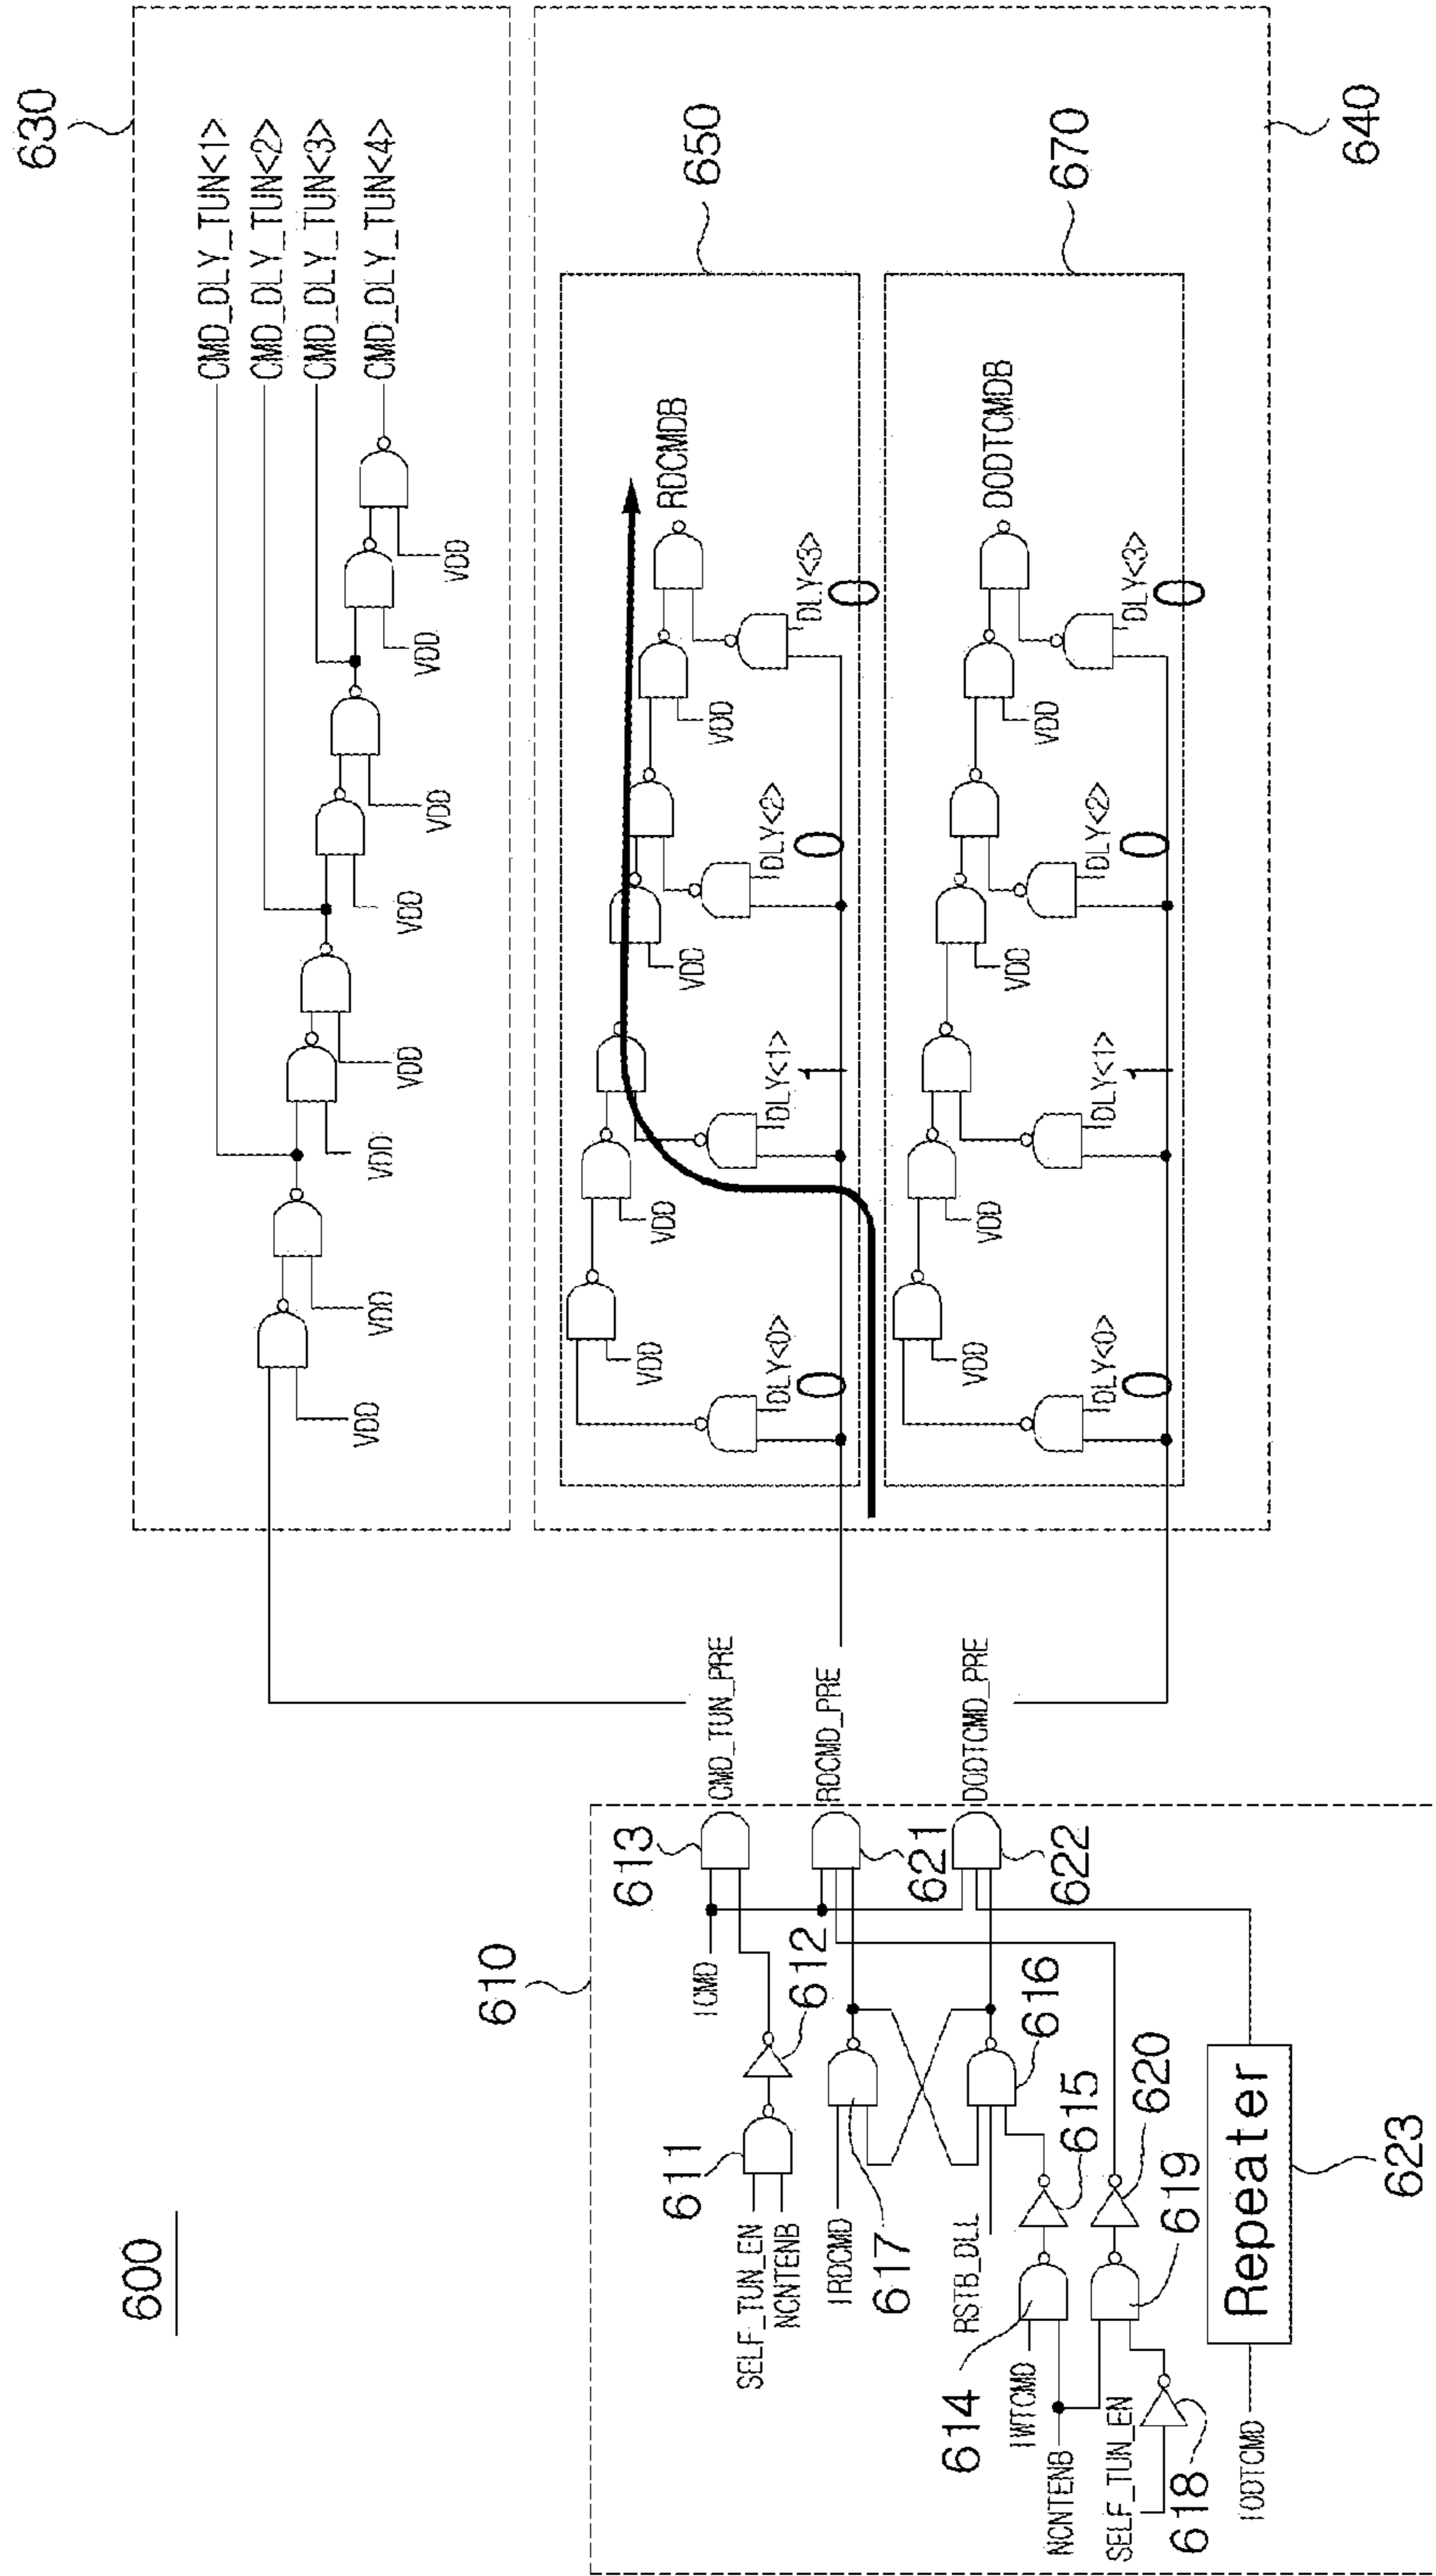 600
610
630
640
650
670
CMD_DLY_TUN<1>
CMD_DLY_TUN<2>
CMD_DLY_TUN<3>
CMD_DLY_TUN<4>
VDD
VDD
VDD
VDD
VDD
VDD
VDD
VDD
RDCMDB
VDD
VDD
VDD
VDD
DLY<0>
DLY<1>
DLY<2>
DLY<3>
0
1
0
0
DODTCMDB
VDD
VDD
VDD
VDD
DLY<0>
DLY<1>
DLY<2>
DLY<3>
0
1
0
0
CMD_TUN_PRE
RDCMD_PRE
DODTCMD_PRE
613
621
622
ICMD
612
611
SELF_TUN_EN
NCNTENB
IRDCMD
617
616
RSTB_DLL
615
620
614
IWTCMD
NCNTENB
619
SELF_TUN_EN
618
IODTCMD
Repeater
623